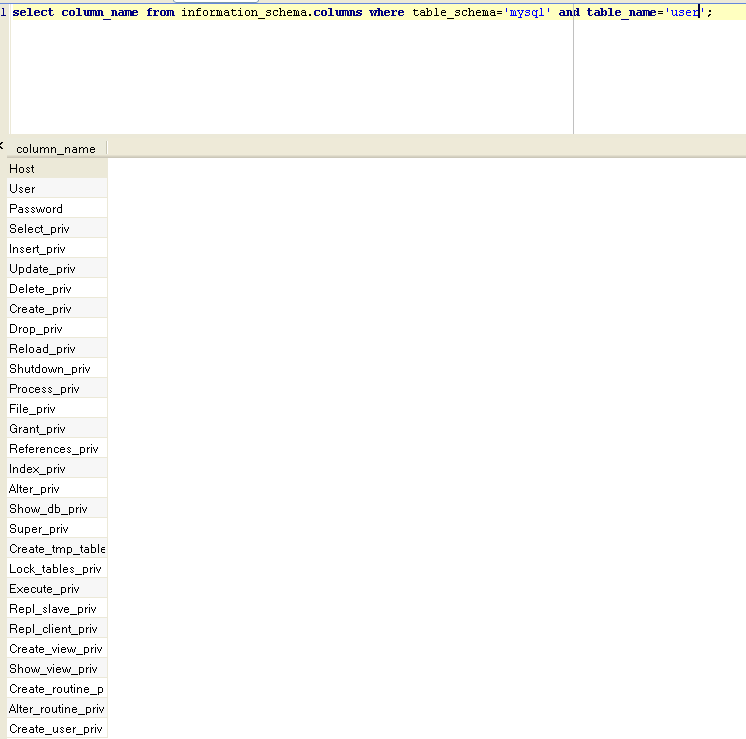 1 select column_name from information_schema.columns where table_schema='mysql' and table_name='user';
column_name
Host
User
Password
Select_priv
Insert_priv
Update_priv
Delete_priv
Create_priv
Drop_priv
Reload_priv
Shutdown_priv
Process_priv
File_priv
Grant_priv
References_priv
Index_priv
Alter_priv
Show_db_priv
Super_priv
Create_tmp_table
Lock_tables_priv
Execute_priv
Repl_slave_priv
Repl_client_priv
Create_view_priv
Show_view_priv
Create_routine_p
Alter_routine_priv
Create_user_priv